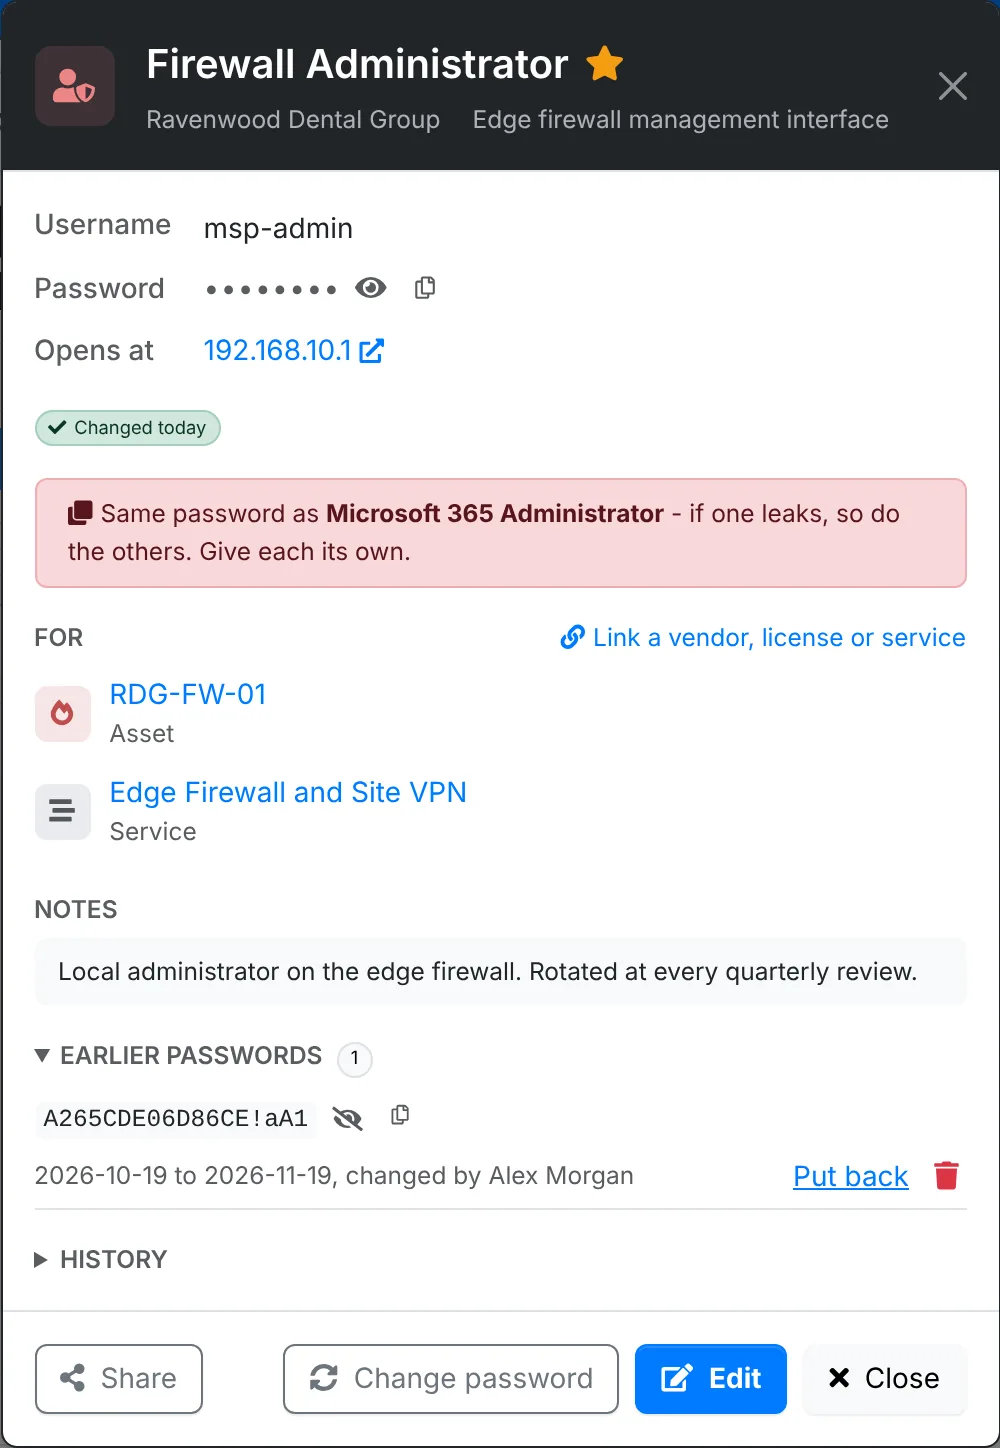 Firewall Administrator
Ravenwood Dental Group Edge firewall management interface
Username msp-admin
Password ••••••••
Opens at 192.168.10.1
Changed today
Same password as Microsoft 365 Administrator - if one leaks, so do
the others. Give each its own.
FOR Link a vendor, license or service
RDG-FW-01
Asset
Edge Firewall and Site VPN
Service
NOTES
Local administrator on the edge firewall. Rotated at every quarterly review.
EARLIER PASSWORDS 1
A265CDE06D86CE!aA1
2026-10-19 to 2026-11-19, changed by Alex Morgan Put back
HISTORY
Share Change password Edit Close